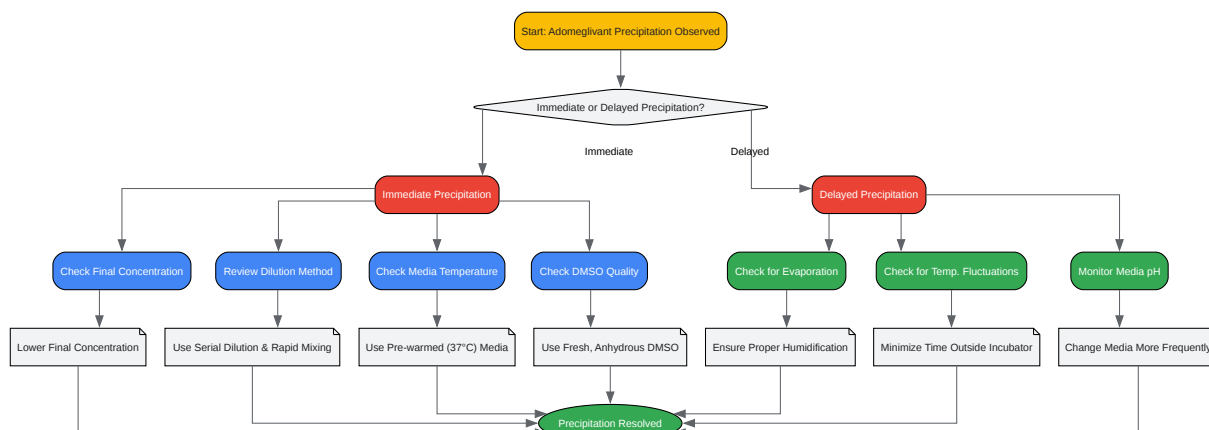 Start: Adomeglivant Precipitation Observed
Immediate or Delayed Precipitation?
Immediate
Delayed
Immediate Precipitation
Delayed Precipitation
Check Final Concentration
Review Dilution Method
Check Media Temperature
Check DMSO Quality
Check for Evaporation
Check for Temp. Fluctuations
Monitor Media pH
Lower Final Concentration
Use Serial Dilution & Rapid Mixing
Use Pre-warmed (37°C) Media
Use Fresh, Anhydrous DMSO
Ensure Proper Humidification
Minimize Time Outside Incubator
Change Media More Frequently
Precipitation Resolved